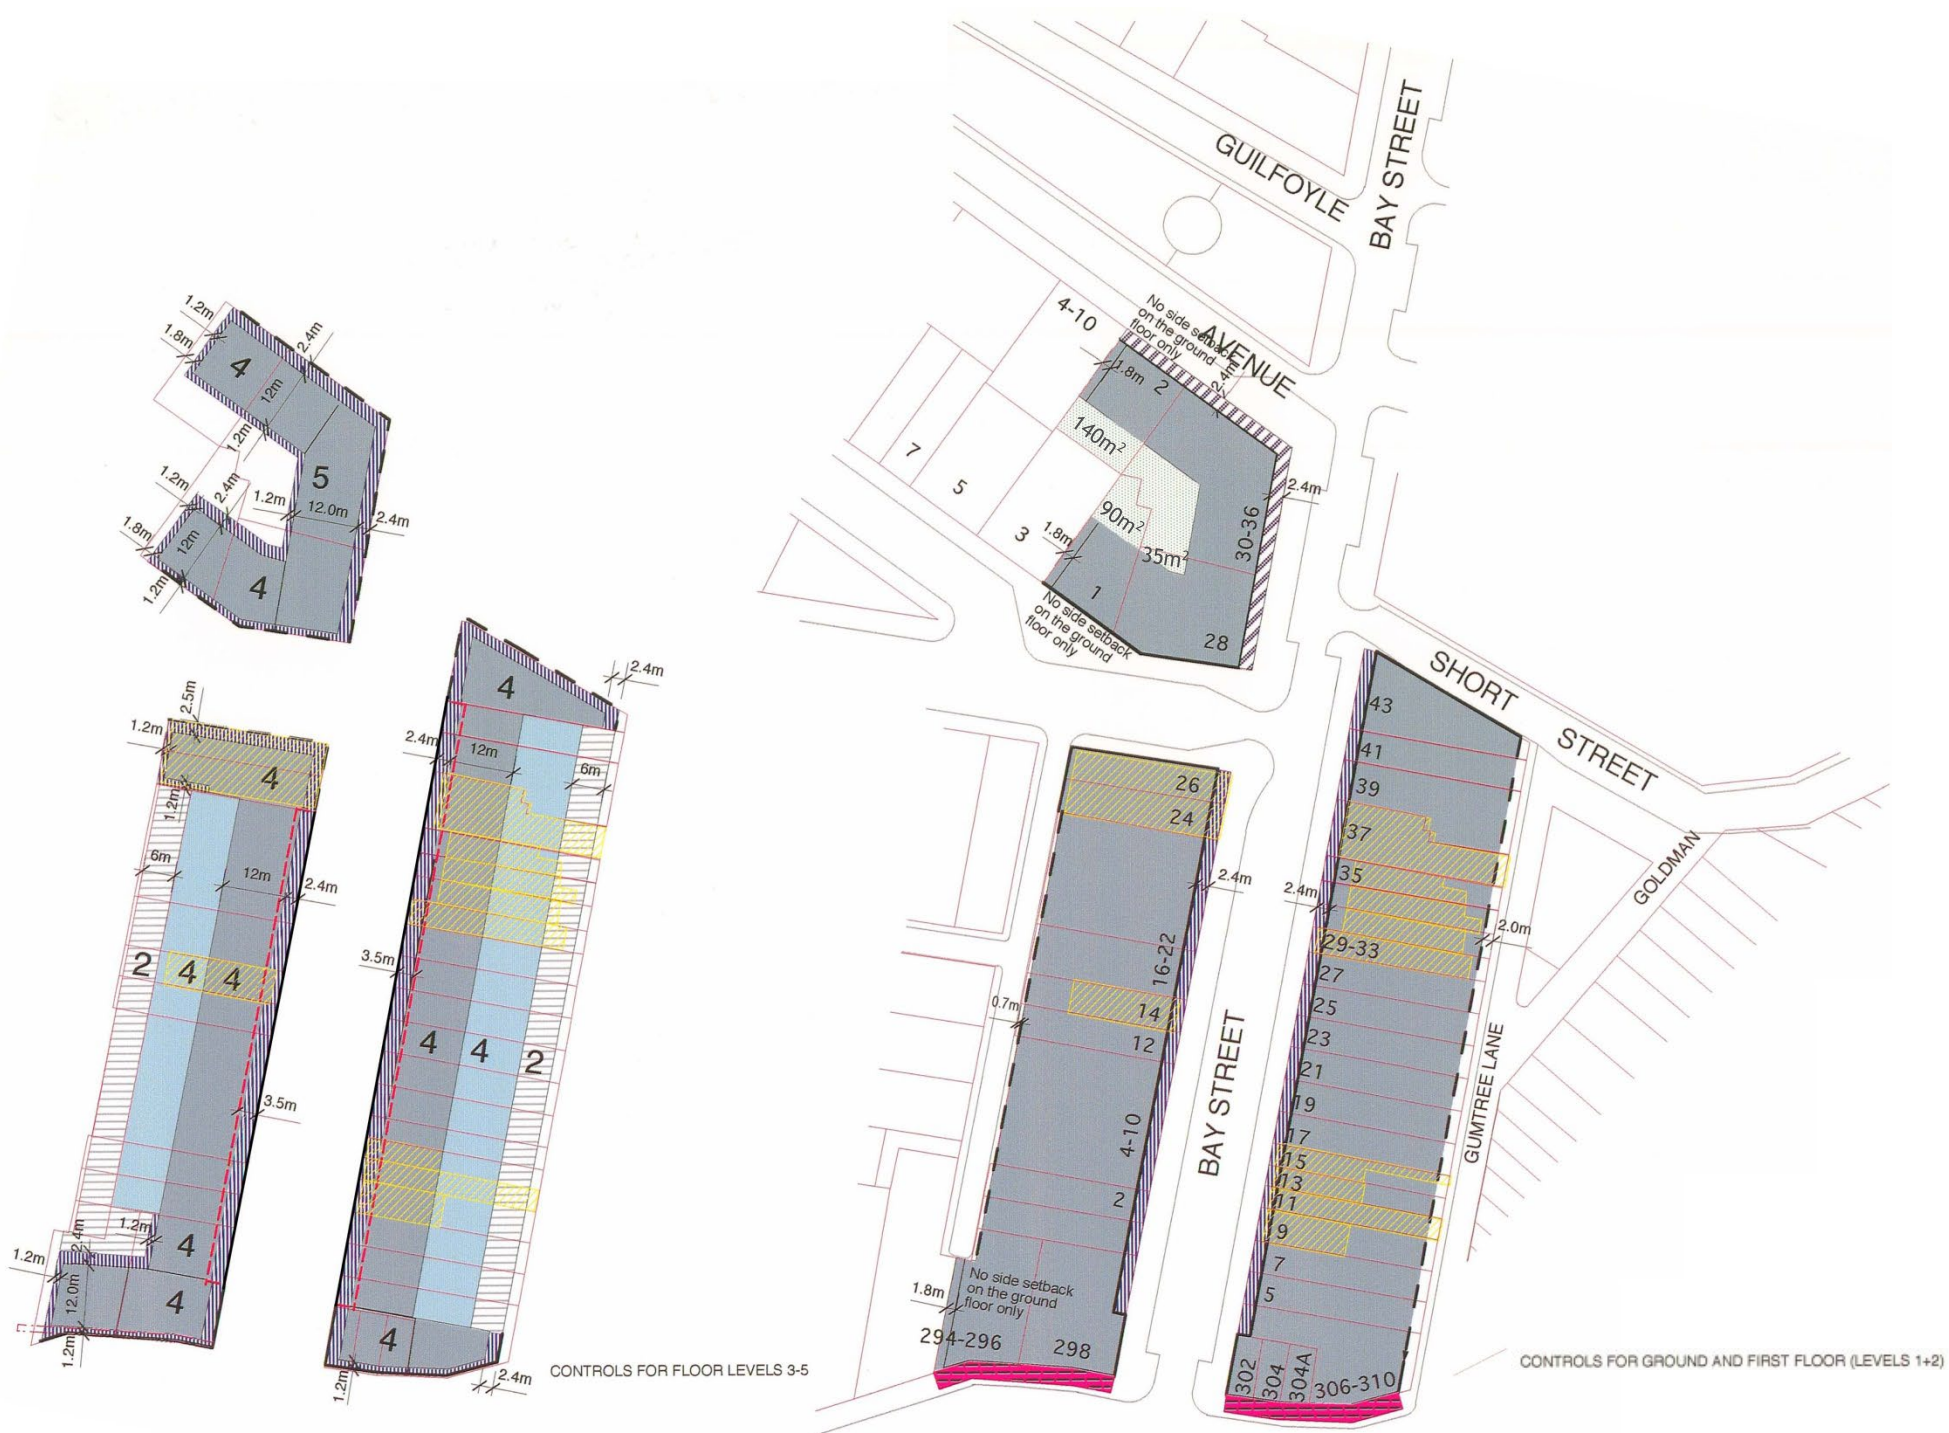 1.2m
1.8m
4
2.4m
12m
1.2m
5
1.2m
2.4m
1.2m
12.0m
2.4m
1.8m
12m
4
1.2m
2.5m
1.2m
4
1.2m
6m
12m
2.4m
2
4
4
3.5m
1.2m
2.4m
4
1.2m
12.0m
4
1.2m
4
2.4m
2.4m
12m
6m
3.5m
4
4
2
4
1.2m
2.4m
CONTROLS FOR FLOOR LEVELS 3-5
GUILFOYLE
AVENUE
BAY STREET
4-10
No side setback
on the ground
floor only
1.8m
2
2.4m
140m²
90m²
35m²
7
5
3
1.8m
1
30-36
2.4m
28
No side setback
on the ground
floor only
SHORT
STREET
GOLDMAN
GUMTREE LANE
BAY STREET
26
24
2.4m
16-22
14
0.7m
12
4-10
2
No side setback
on the ground
floor only
1.8m
294-296
298
43
41
39
37
35
2.4m
29-33
2.0m
27
25
23
21
19
17
15
13
11
9
7
5
302
304
304A
306-310
CONTROLS FOR GROUND AND FIRST FLOOR (LEVELS 1+2)